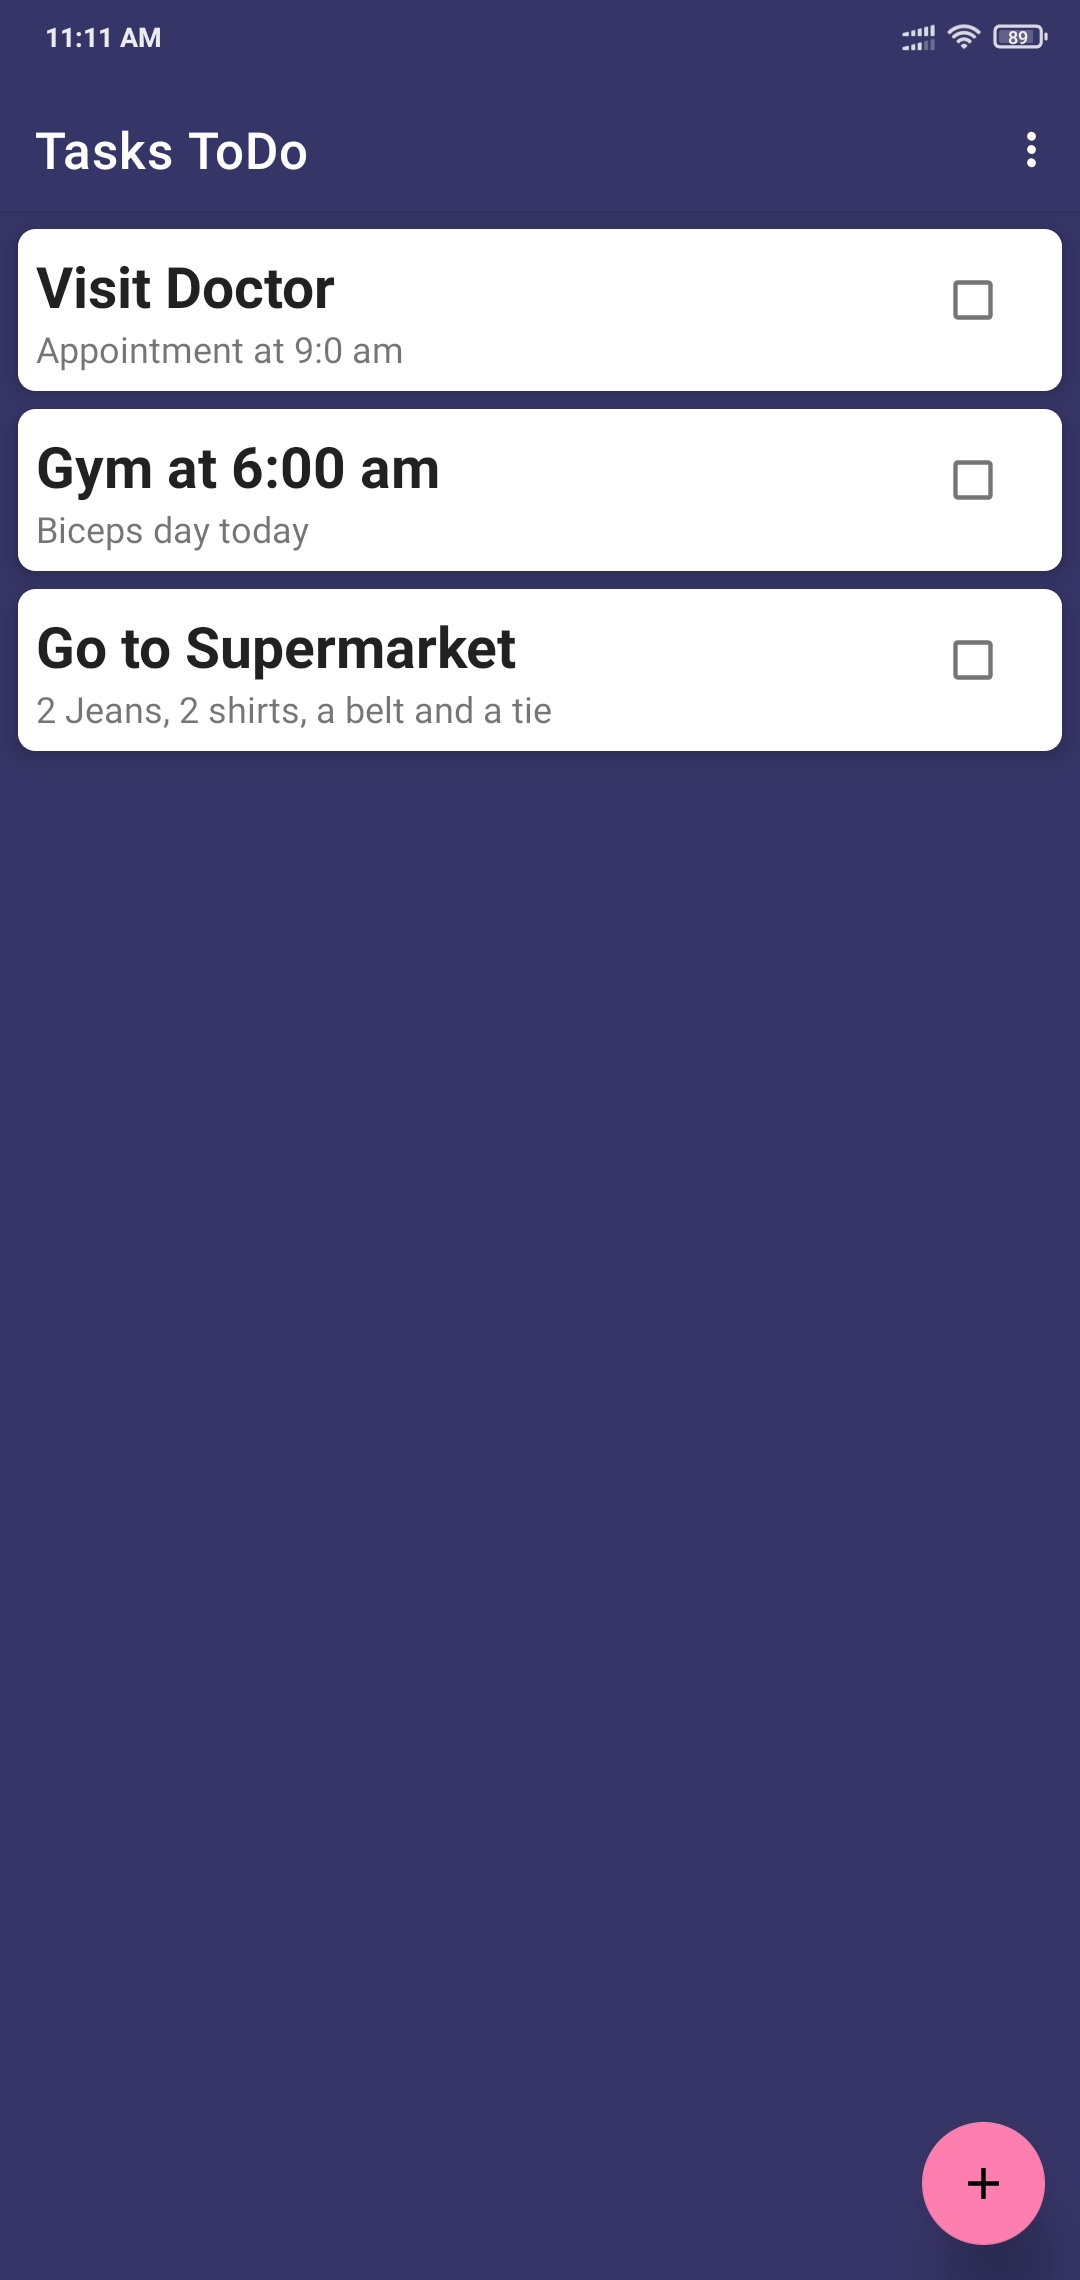 11:11 AM
89
Tasks ToDo
Visit Doctor
Appointment at 9:0 am
Gym at 6:00 am
Biceps day today
Go to Supermarket
2 Jeans, 2 shirts, a belt and a tie